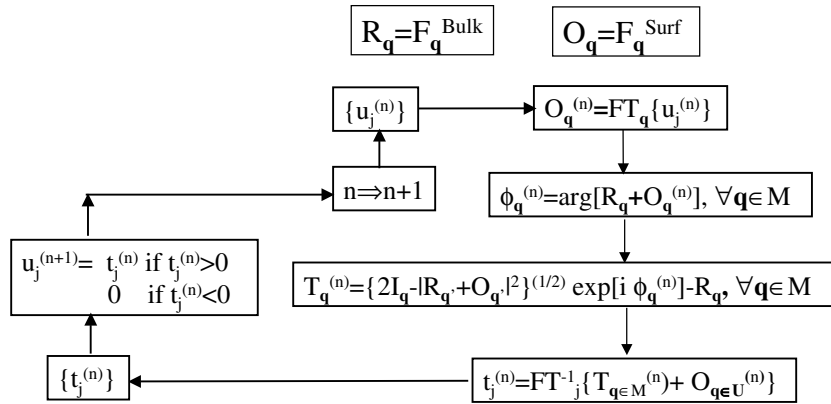 R_q=F_q^Bulk
O_q=F_q^Surf
{u_j^(n)}
O_q^(n)=FT_q{u_j^(n)}
n⇒n+1
ϕ_q^(n)=arg[R_q+O_q^(n)], ∀q∈M
u_j^(n+1)= t_j^(n) if t_j^(n)>0
0 if t_j^(n)<0
T_q^(n)={2I_q-|R_q'+O_q'|^2}^(1/2) exp[i ϕ_q^(n)]-R_q, ∀q∈M
{t_j^(n)}
t_j^(n)=FT^-1_j{T_q∈M^(n)+ O_q∈U^(n)}